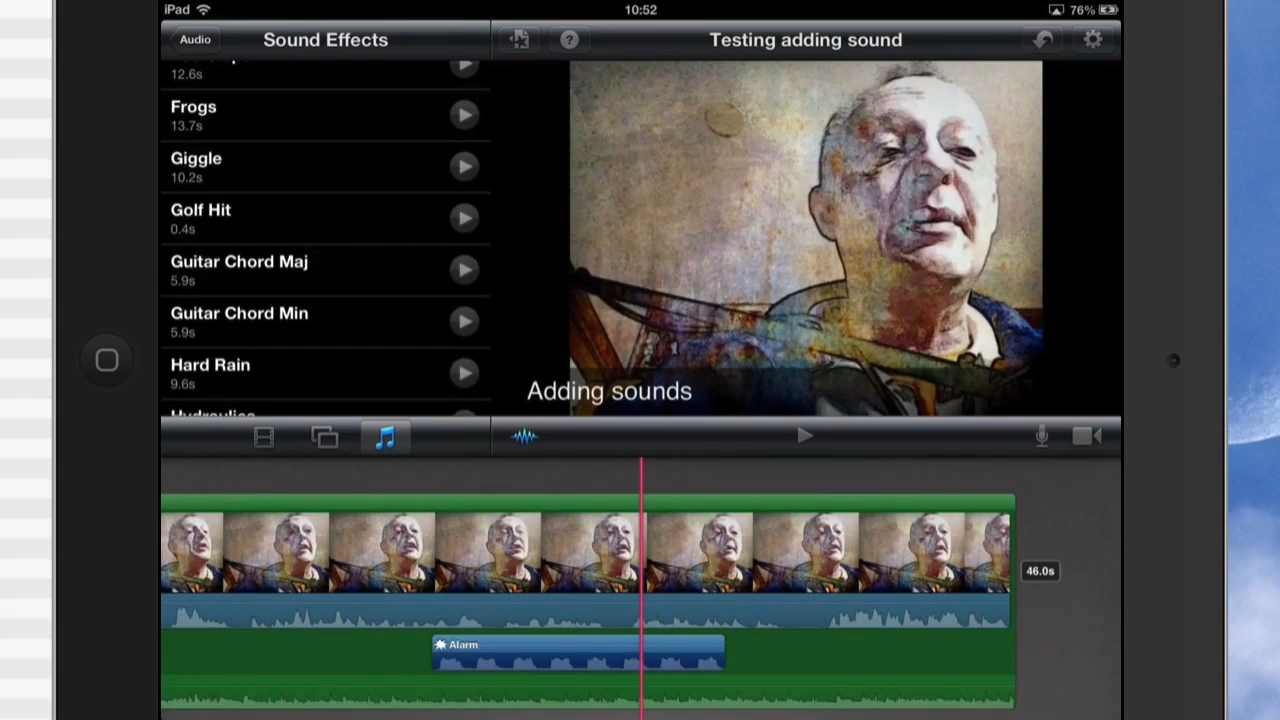 iPad
10:52
76%
Audio
Sound Effects
Testing adding sound
12.6s
Frogs
13.7s
Giggle
10.2s
Golf Hit
0.4s
Guitar Chord Maj
5.9s
Guitar Chord Min
5.9s
Hard Rain
9.6s
Hydraulics
Adding sounds
46.0s
Alarm